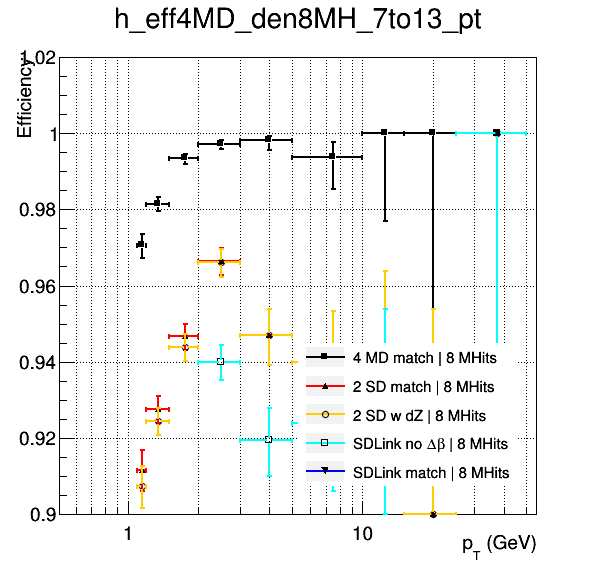 h_eff4MD_den8MH_7to13_pt
Efficiency
1.02
1
0.98
0.96
0.94
0.92
0.9
4 MD match | 8 MHits
2 SD match | 8 MHits
2 SD w dZ | 8 MHits
SDLink no Δβ | 8 MHits
SDLink match | 8 MHits
1
10
p_T (GeV)